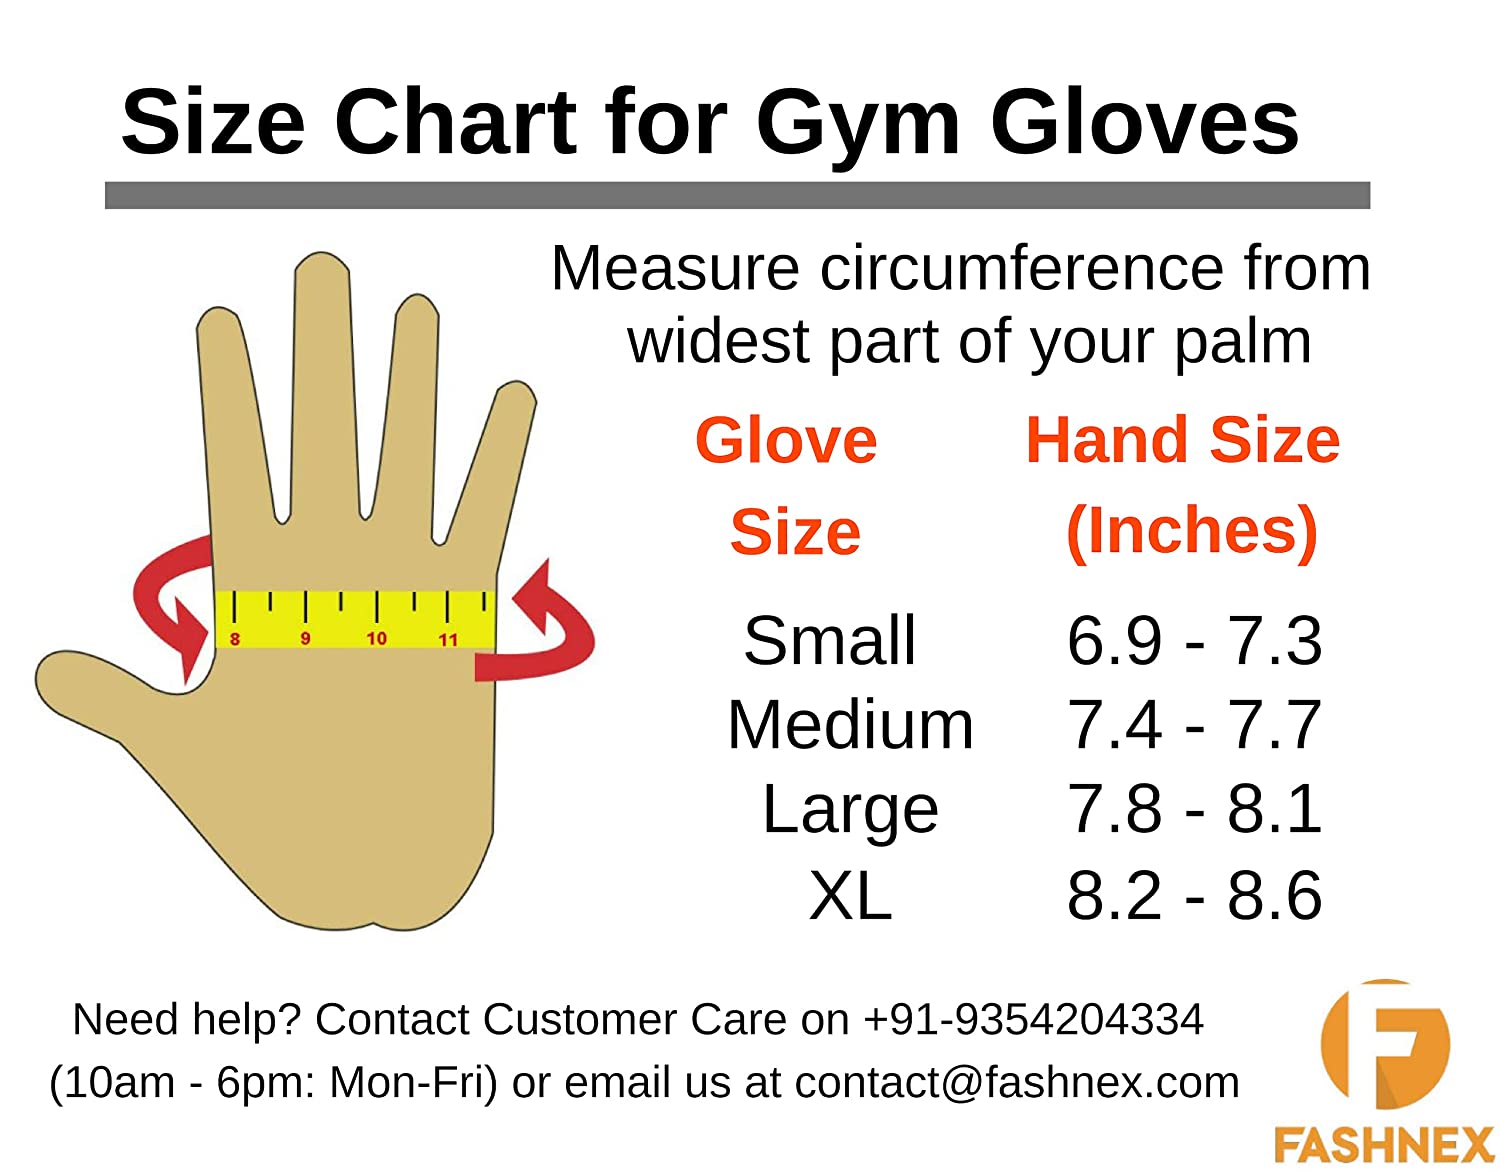 Size Chart for Gym Gloves
Measure circumference from
widest part of your palm
Glove Hand Size
Size (Inches)
Small 6.9 - 7.3
Medium 7.4 - 7.7
Large 7.8 - 8.1
XL 8.2 - 8.6
8 9 10 11
Need help? Contact Customer Care on +91-9354204334
(10am - 6pm: Mon-Fri) or email us at contact@fashnex.com
F
FASHNEX